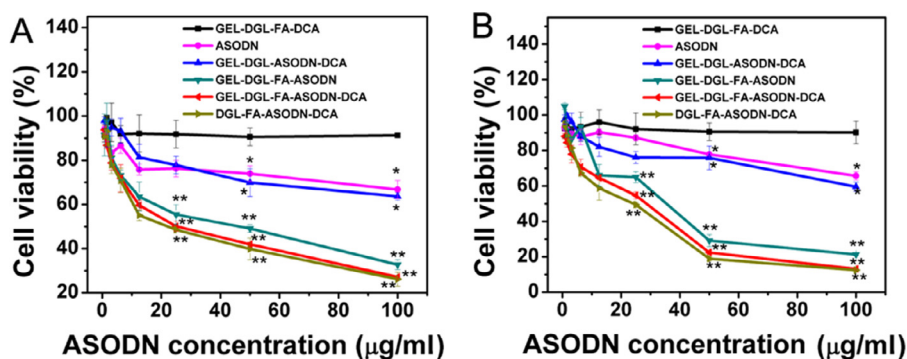 A
GEL-DGL-FA-DCA
ASODN
GEL-DGL-ASODN-DCA
GEL-DGL-FA-ASODN
GEL-DGL-FA-ASODN-DCA
DGL-FA-ASODN-DCA
Cell viability (%)
140
120
100
80
60
40
20
0 20 40 60 80 100
ASODN concentration (μg/ml)
* * * *
** ** ** ** ** ** ** ** **
B
GEL-DGL-FA-DCA
ASODN
GEL-DGL-ASODN-DCA
GEL-DGL-FA-ASODN
GEL-DGL-FA-ASODN-DCA
DGL-FA-ASODN-DCA
Cell viability (%)
140
120
100
80
60
40
20
0
0 20 40 60 80 100
ASODN concentration (μg/ml)
* * * *
** ** ** ** ** ** ** ** **